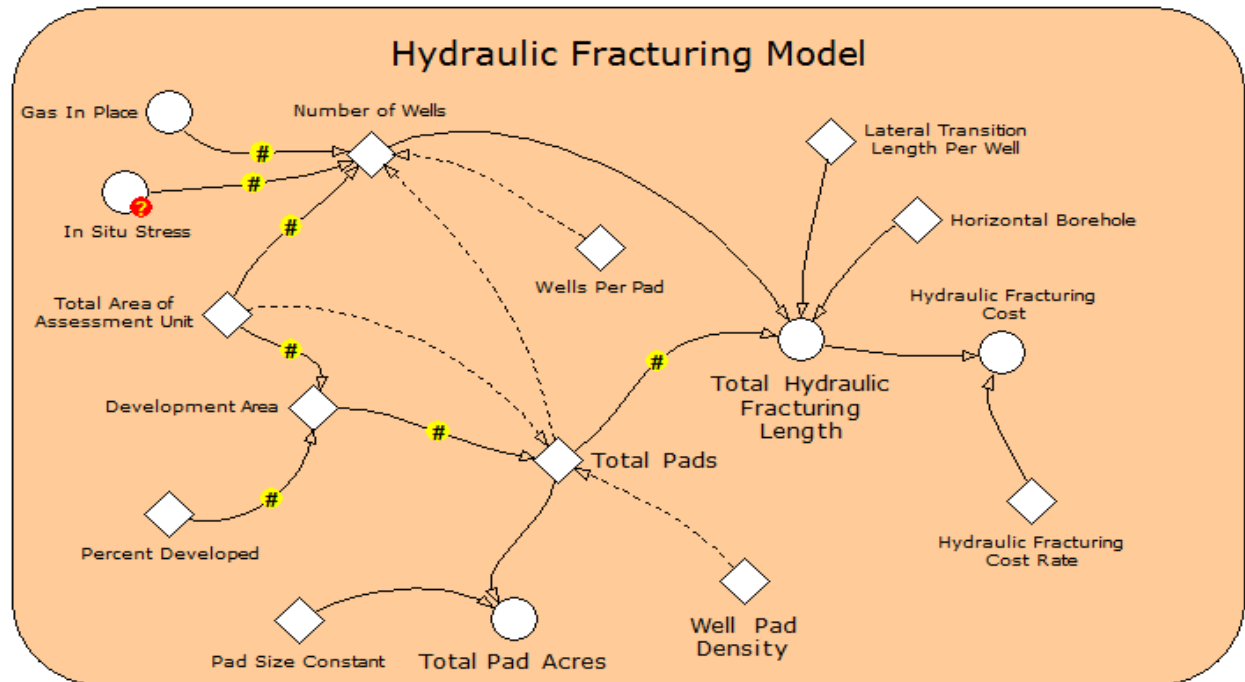 Hydraulic Fracturing Model
Gas In Place
Number of Wells
Lateral Transition
Length Per Well
#
#
?
In Situ Stress
#
Horizontal Borehole
Wells Per Pad
Total Area of
Assessment Unit
Hydraulic Fracturing
Cost
#
#
Total Hydraulic
Fracturing
Length
Development Area
#
Total Pads
#
Percent Developed
Hydraulic Fracturing
Cost Rate
Well Pad
Density
Pad Size Constant
Total Pad Acres